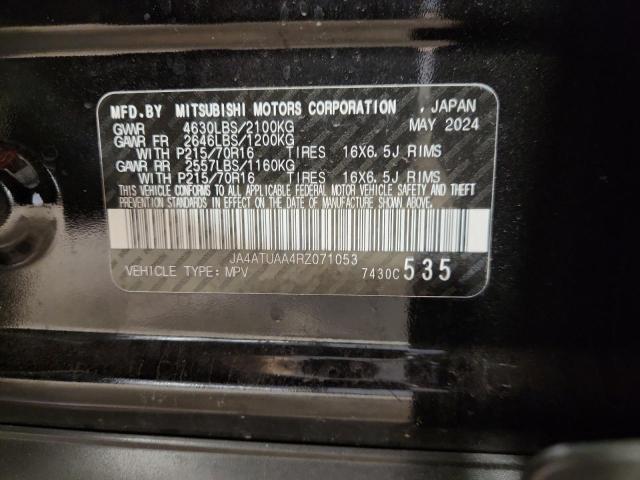 MFD.BY MITSUBISHI MOTORS CORPORATION , JAPAN
GVWR 4630LBS/2100KG MAY 2024
GAWR FR 2646LBS/1200KG
WITH P215/70R16 TIRES 16X6.5J RIMS
GAWR RR 2557LBS/1160KG
WITH P215/70R16 TIRES 16X6.5J RIMS
THIS VEHICLE CONFORMS TO ALL APPLICABLE FEDERAL MOTOR VEHICLE SAFETY AND THEFT
PREVENTION STANDARDS IN EFFECT ON THE DATE OF MANUFACTURE SHOWN ABOVE.
JA4ATUAA4RZ071053
VEHICLE TYPE: MPV 7430C 535